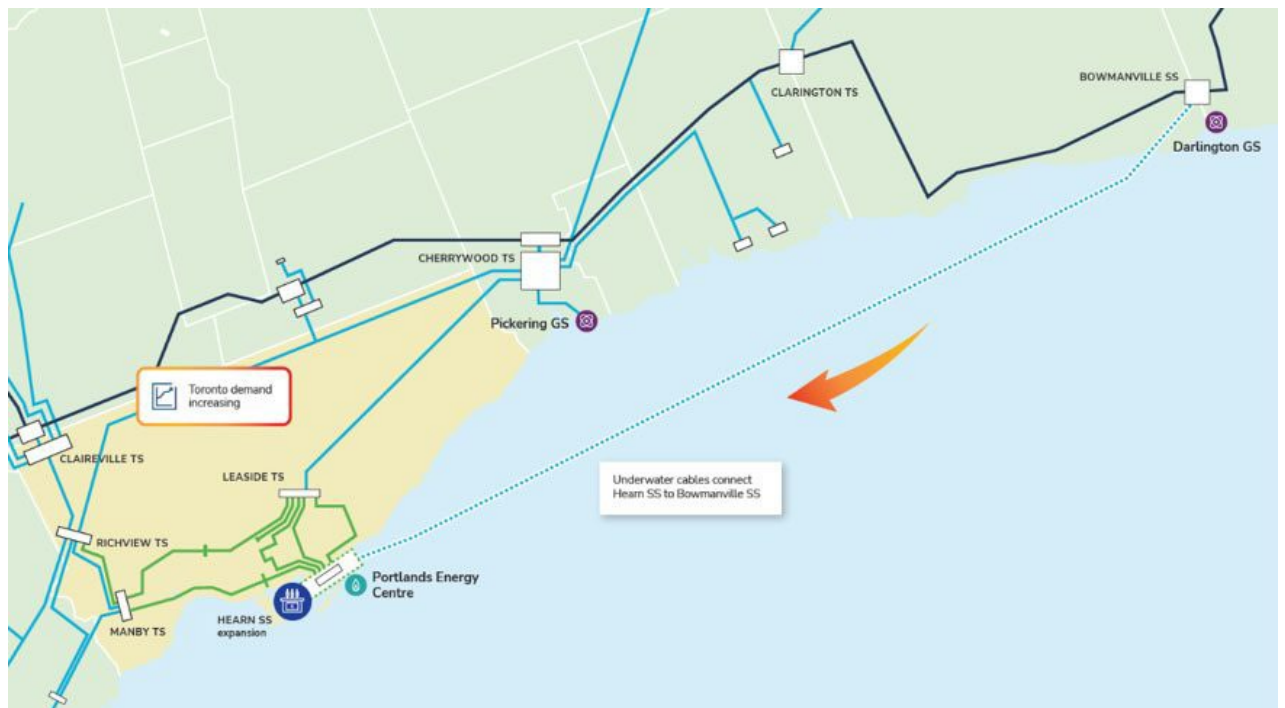 BOWMANVILLE SS
CLARINGTON TS
Darlington GS
CHERRYWOOD TS
Pickering GS
Toronto demand
increasing
CLAIREVILLE TS
LEASIDE TS
Underwater cables connect
Hearn SS to Bowmanville SS
RICHVIEW TS
Portlands Energy
Centre
HEARN SS
expansion
MANBY TS